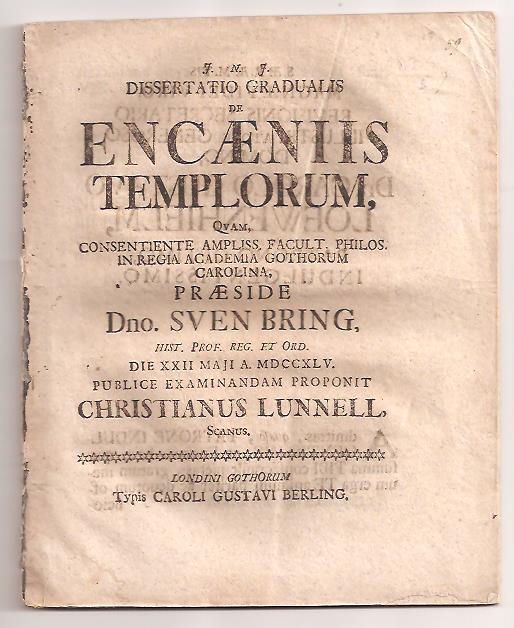 J. N. J.
DISSERTATIO GRADUALIS
DE
ENCÆNIIS
TEMPLORUM,
QVAM,
CONSENTIENTE AMPLISS. FACULT. PHILOS.
IN REGIA ACADEMIA GOTHORUM
CAROLINA,
PRÆSIDE
Dno. SVEN BRING,
HIST. PROF. REG. ET ORD.
DIE XXII MAJI A. MDCCXLV.
PUBLICE EXAMINANDAM PROPONIT
CHRISTIANUS LUNNELL,
SCANUS.
LONDINI GOTHORUM
Typis CAROLI GUSTAVI BERLING.